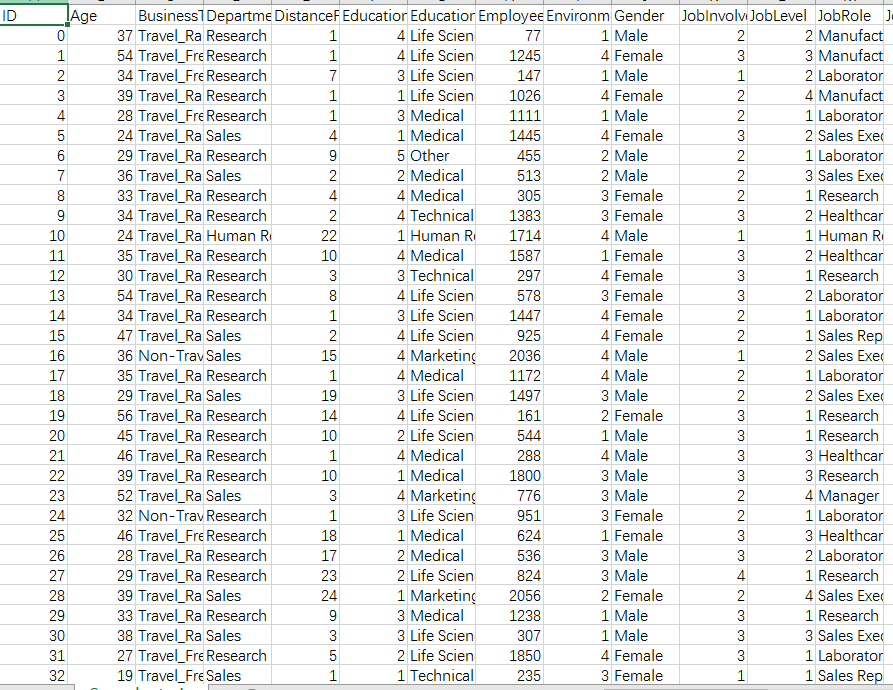 ID Age BusinessT Departme DistanceF Education Education Employee Environm Gender JobInvolv JobLevel JobRole
0 37 Travel_Ra Research 1 4 Life Scien 77 1 Male 2 2 Manufact
1 54 Travel_Fre Research 1 4 Life Scien 1245 4 Female 3 3 Manufact
2 34 Travel_Fre Research 7 3 Life Scien 147 1 Male 1 2 Laborator
3 39 Travel_Ra Research 1 1 Life Scien 1026 4 Female 2 4 Manufact
4 28 Travel_Fre Research 1 3 Medical 1111 1 Male 2 1 Laborator
5 24 Travel_Ra Sales 4 1 Medical 1445 4 Female 3 2 Sales Exec
6 29 Travel_Ra Research 9 5 Other 455 2 Male 2 1 Laborator
7 36 Travel_Ra Sales 2 2 Medical 513 2 Male 2 3 Sales Exec
8 33 Travel_Ra Research 4 4 Medical 305 3 Female 2 1 Research
9 34 Travel_Ra Research 2 4 Technical 1383 3 Female 3 2 Healthcar
10 24 Travel_Ra Human Re 22 1 Human Re 1714 4 Male 1 1 Human R
11 35 Travel_Ra Research 10 4 Medical 1587 1 Female 3 2 Healthcar
12 30 Travel_Ra Research 3 3 Technical 297 4 Female 3 1 Research
13 54 Travel_Ra Research 8 4 Life Scien 578 3 Female 3 2 Laborator
14 34 Travel_Ra Research 1 3 Life Scien 1447 4 Female 2 1 Laborator
15 47 Travel_Ra Sales 2 4 Life Scien 925 4 Female 2 1 Sales Rep
16 36 Non-Trav Sales 15 4 Marketing 2036 4 Male 1 2 Sales Exec
17 35 Travel_Ra Research 1 4 Medical 1172 4 Male 2 1 Laborator
18 29 Travel_Ra Sales 19 3 Life Scien 1497 3 Male 2 2 Sales Exec
19 56 Travel_Ra Research 14 4 Life Scien 161 2 Female 3 1 Research
20 45 Travel_Ra Research 10 2 Life Scien 544 1 Male 3 1 Research
21 46 Travel_Ra Research 1 4 Medical 288 4 Male 3 3 Healthcar
22 39 Travel_Ra Research 10 1 Medical 1800 3 Male 3 3 Research
23 52 Travel_Ra Sales 3 4 Marketing 776 3 Male 2 4 Manager
24 32 Non-Trav Research 1 3 Life Scien 951 3 Female 2 1 Laborator
25 46 Travel_Fre Research 18 1 Medical 624 1 Female 3 3 Healthcar
26 28 Travel_Ra Research 17 2 Medical 536 3 Male 3 2 Laborator
27 29 Travel_Ra Research 23 2 Life Scien 824 3 Male 4 1 Research
28 39 Travel_Ra Sales 24 1 Marketing 2056 2 Female 2 4 Sales Exec
29 33 Travel_Ra Research 9 3 Medical 1238 1 Male 3 1 Research
30 38 Travel_Ra Sales 3 3 Life Scien 307 1 Male 3 3 Sales Exec
31 27 Travel_Fre Research 5 2 Life Scien 1850 4 Female 3 1 Laborator
32 19 Travel_Fre Sales 1 1 Technical 235 3 Female 1 1 Sales Rep